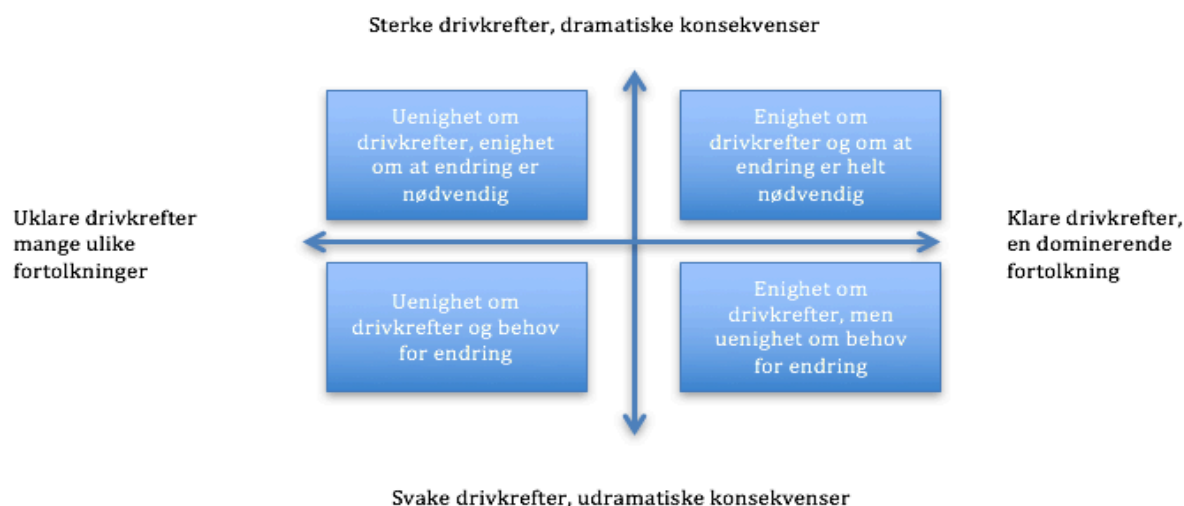 Sterke drivkrefter, dramatiske konsekvenser
Uenighet om
drivkrefter, enighet
om at endring er
nødvendig
Enighet om
drivkrefter og om at
endring er helt
nødvendig
Uklare drivkrefter
mange ulike
fortolkninger
Klare drivkrefter,
en dominerende
fortolkning
Uenighet om
drivkrefter og behov
for endring
Enighet om
drivkrefter, men
uenighet om behov
for endring
Svake drivkrefter, udramatiske konsekvenser